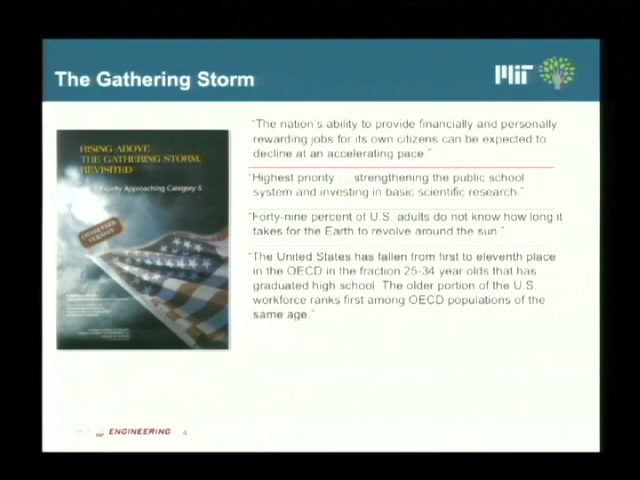 The Gathering Storm
MIT
RISING ABOVE
THE GATHERING STORM,
REVISITED
Rapidly Approaching Category 5
CONDENSED
VERSION
"The nation's ability to provide financially and personally
rewarding jobs for its own citizens can be expected to
decline at an accelerating pace."
"Highest priority ... strengthening the public school
system and investing in basic scientific research."
"Forty-nine percent of U.S. adults do not know how long it
takes for the Earth to revolve around the sun."
"The United States has fallen from first to eleventh place
in the OECD in the fraction 25-34 year olds that has
graduated high school. The older portion of the U.S.
workforce ranks first among OECD populations of the
same age."
ENGINEERING 4